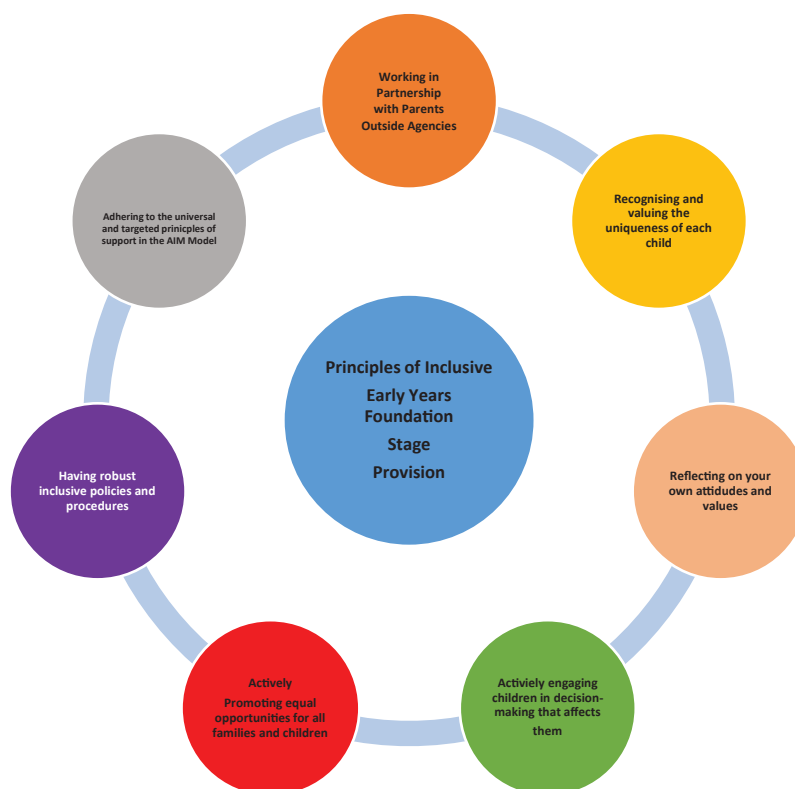 Working in
Partnership
with Parents
Outside Agencies
Recognising and
valuing the
uniqueness of each
child
Reflecting on your
own attidudes and
values
Activiely engaging
children in decision-
making that affects
them
Actively
Promoting equal
opportunities for all
families and children
Having robust
inclusive policies and
procedures
Adhering to the universal
and targeted prinicples of
support in the AIM Model
Principles of Inclusive
Early Years
Foundation
Stage
Provision